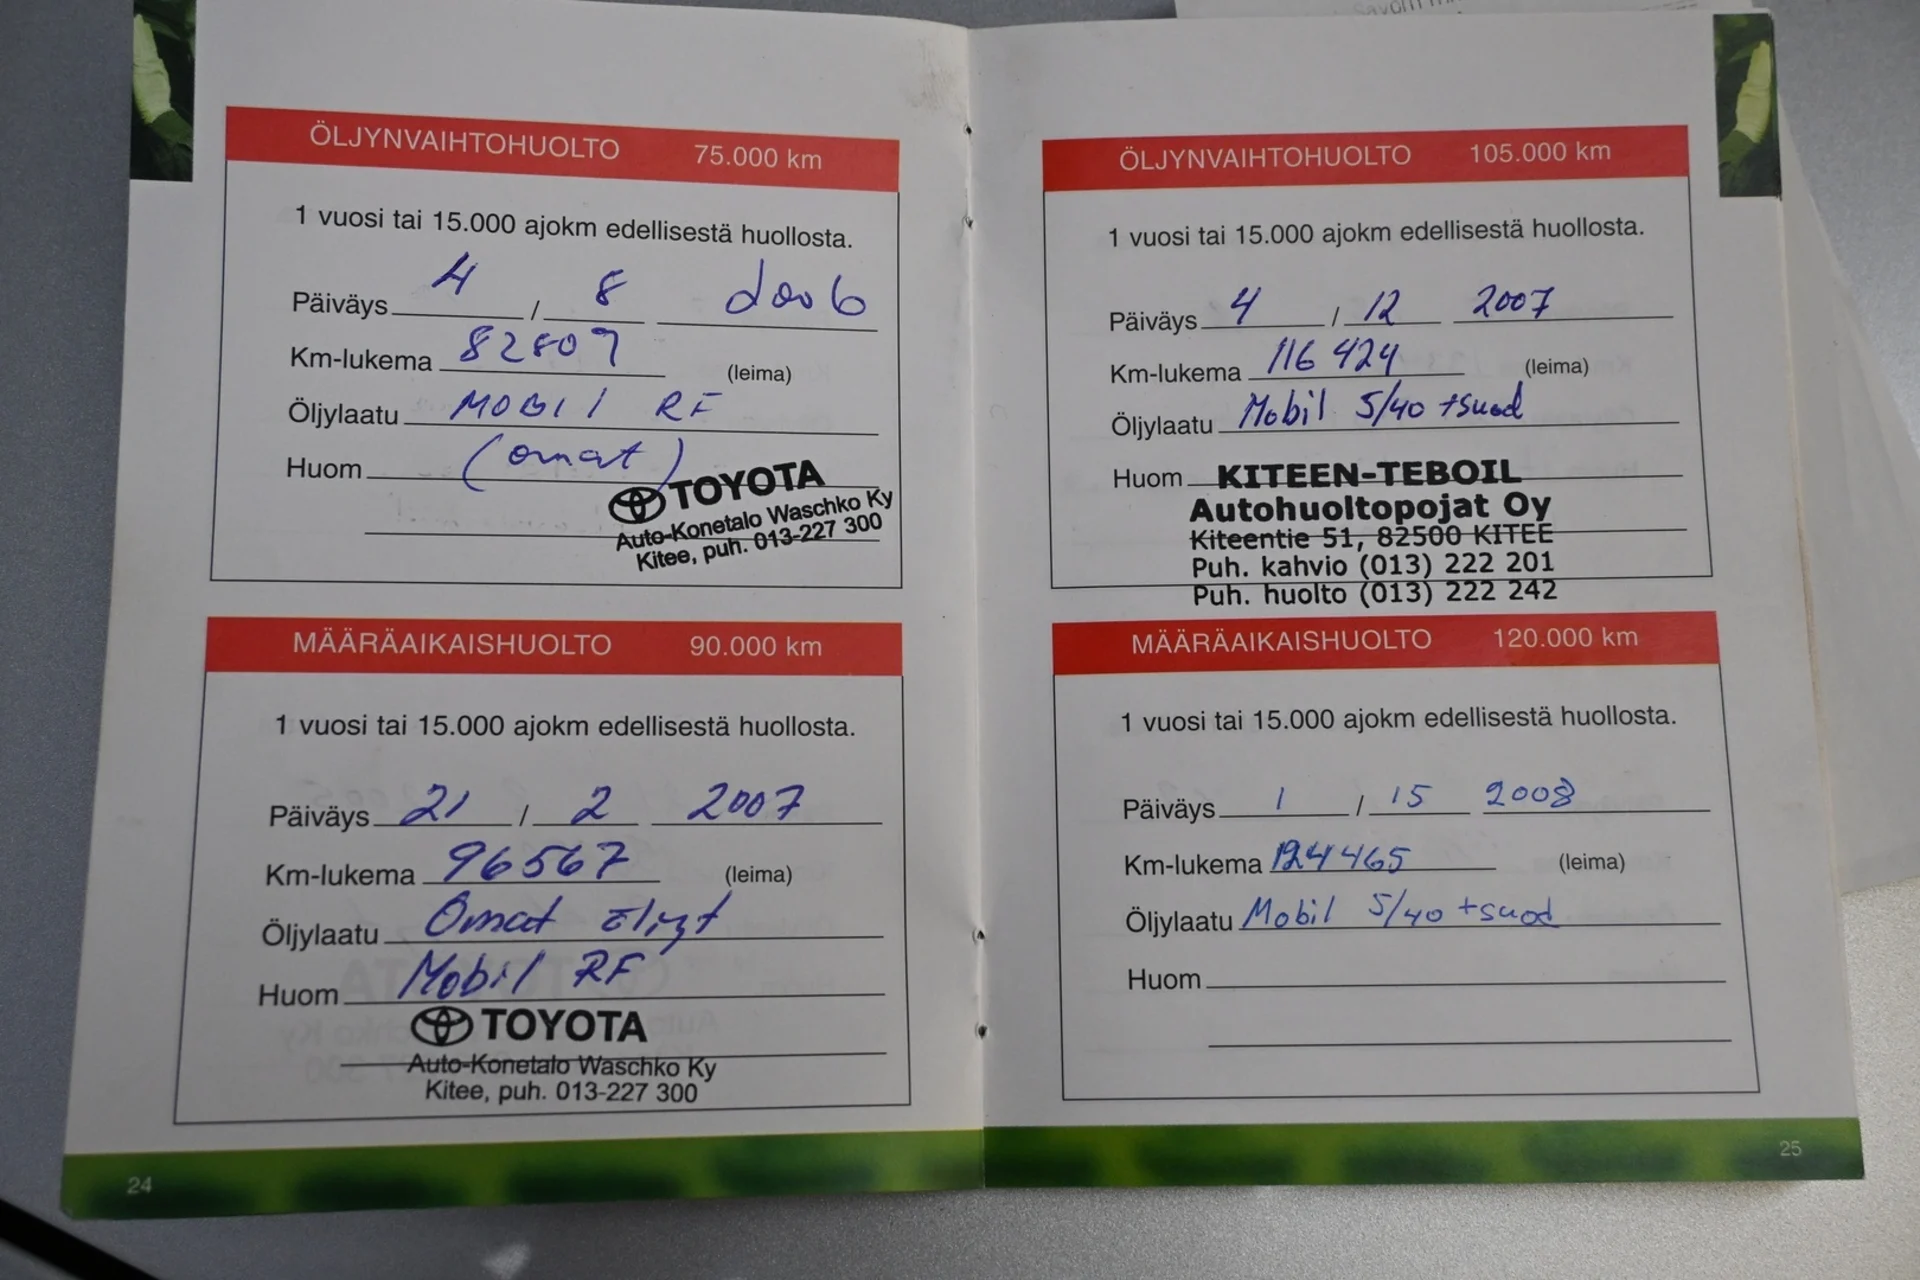 ÖLJYNVAIHTOHUOLTO 75.000 km
1 vuosi tai 15.000 ajokm edellisestä huollosta.
Päiväys 4 / 8 2006
Km-lukema 82809 (leima)
Öljylaatu MOBIL RF
Huom (omat)
TOYOTA
Auto-Konetalo Waschko Ky
Kitee, puh. 013-227 300
MÄÄRÄAIKAISHUOLTO 90.000 km
1 vuosi tai 15.000 ajokm edellisestä huollosta.
Päiväys 21 / 2 2007
Km-lukema 96567 (leima)
Öljylaatu Omat öljyt
Huom Mobil RF
TOYOTA
Auto-Konetalo Waschko Ky
Kitee, puh. 013-227 300
24
ÖLJYNVAIHTOHUOLTO 105.000 km
1 vuosi tai 15.000 ajokm edellisestä huollosta.
Päiväys 4 / 12 2007
Km-lukema 116 424 (leima)
Öljylaatu Mobil 5/40 +suod
Huom
KITEEN-TEBOIL
Autohuoltopojat Oy
Kiteentie 51, 82500 KITEE
Puh. kahvio (013) 222 201
Puh. huolto (013) 222 242
MÄÄRÄAIKAISHUOLTO 120.000 km
1 vuosi tai 15.000 ajokm edellisestä huollosta.
Päiväys 1 / 15 2008
Km-lukema 124465 (leima)
Öljylaatu Mobil 5/40 +suod
Huom
25